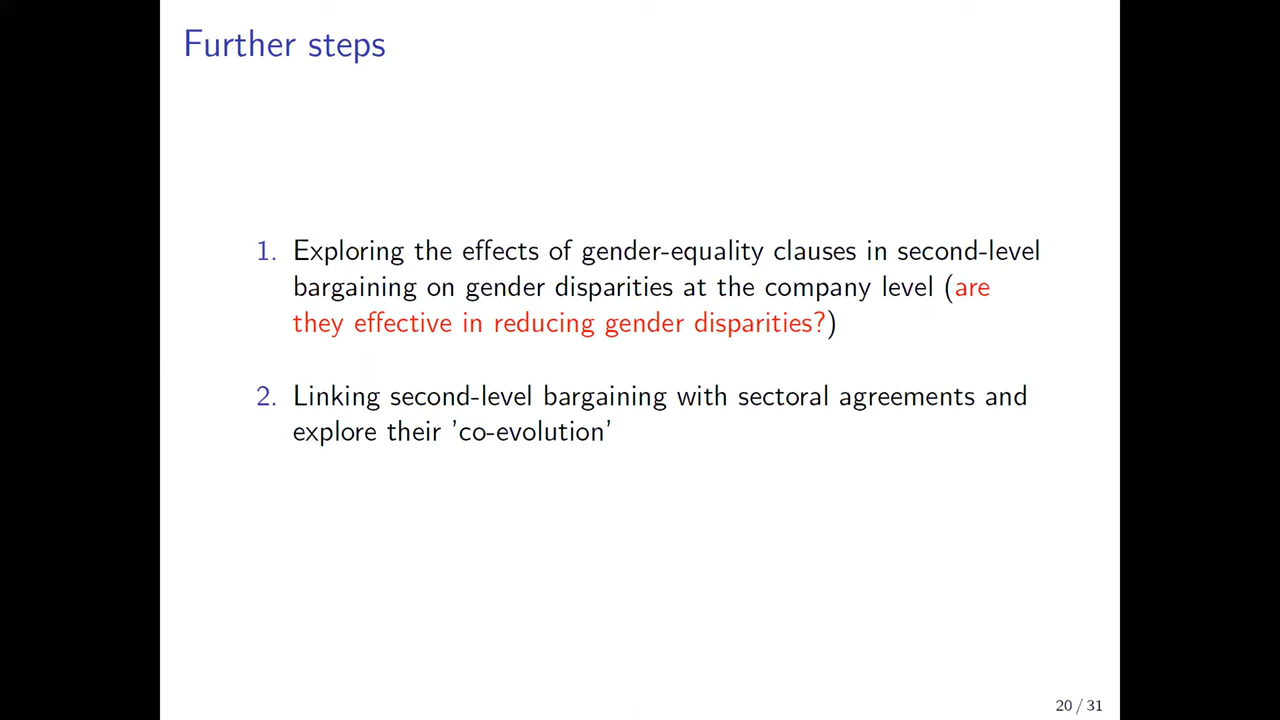 Further steps
1. Exploring the effects of gender-equality clauses in second-level
bargaining on gender disparities at the company level (are
they effective in reducing gender disparities?)
2. Linking second-level bargaining with sectoral agreements and
explore their ’co-evolution’
20 / 31